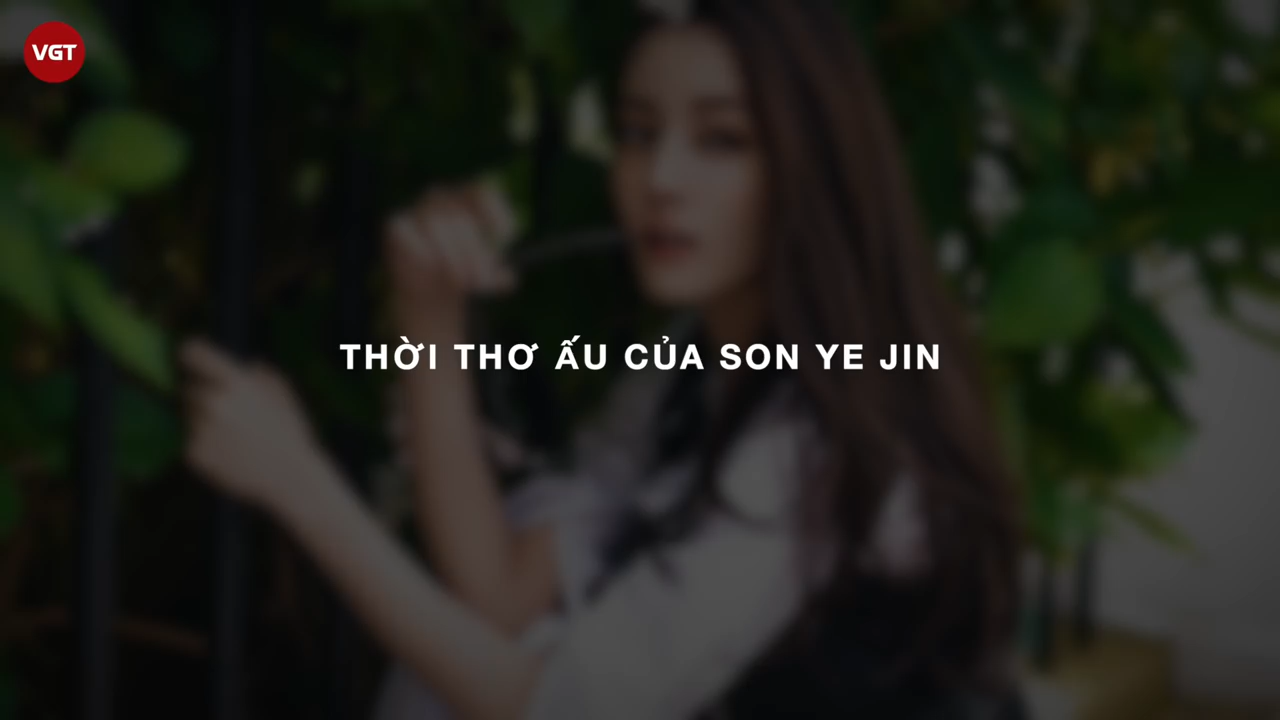 VGT
THỜI THƠ ẤU CỦA SON YE JIN